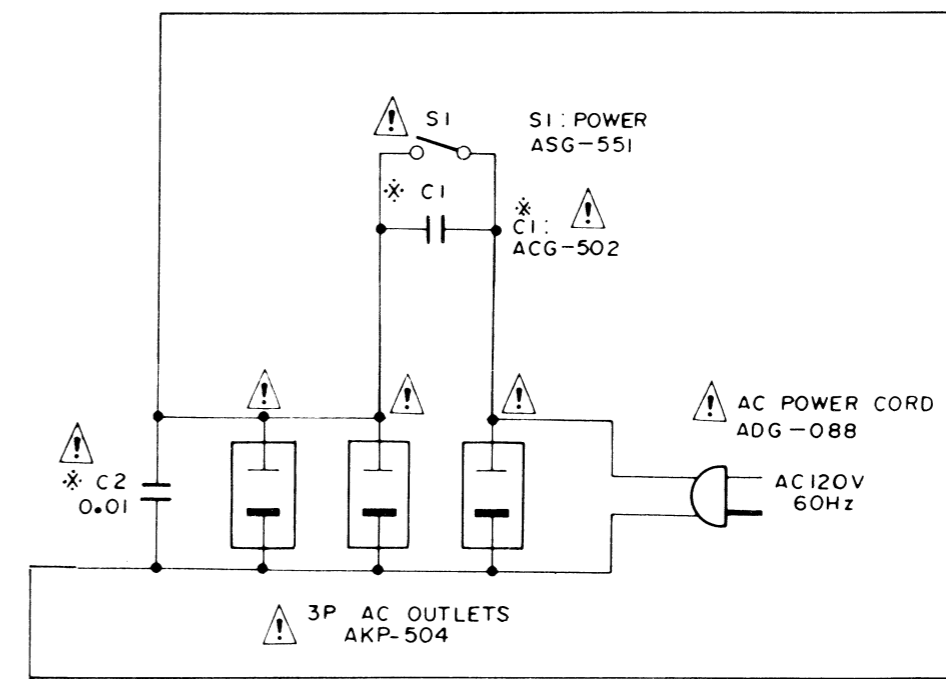 S1
S1: POWER
ASG-551
※ C1
※
C1:
ACG-502
AC POWER CORD
ADG-088
※ C2
0.01
AC120V
60Hz
3P AC OUTLETS
AKP-504